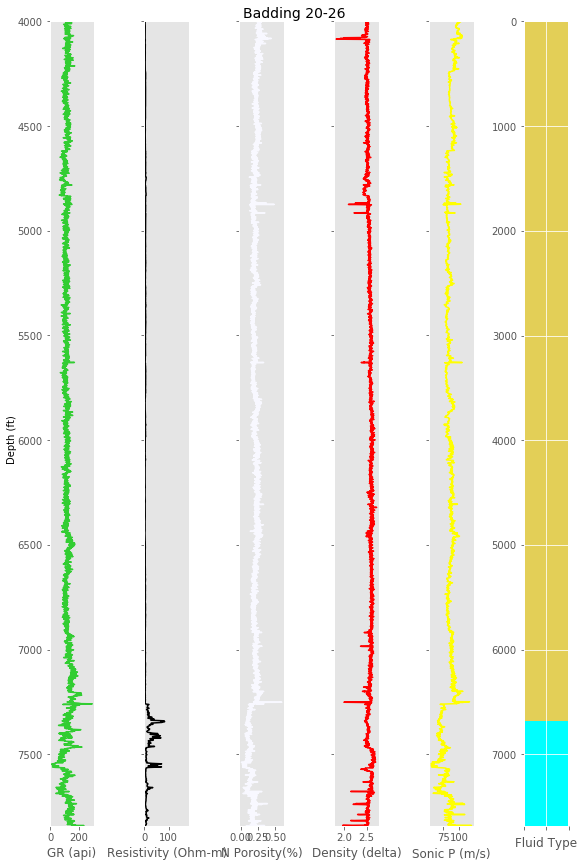 Badding 20-26
4000 0
4500 1000
5000 2000
5500 3000
6000 4000
6500 5000
7000 6000
7500 7000
Depth (ft)
0 200 0 100 0.00 0.25 0.50 2.0 2.5 75 100
GR (api) Resistivity (Ohm-m) N Porosity(%) Density (delta) Sonic P (m/s) Fluid Type